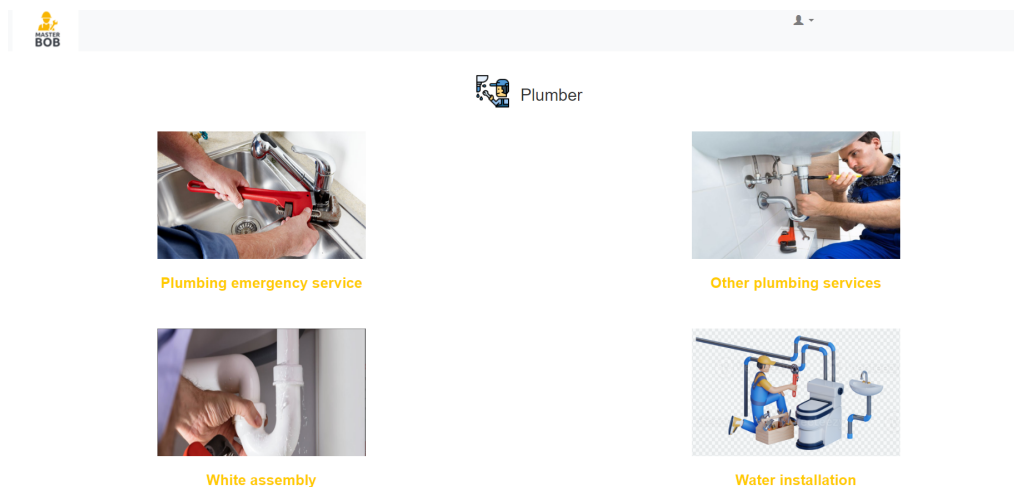 MASTER
BOB
Plumber
Plumbing emergency service
Other plumbing services
White assembly
Water installation